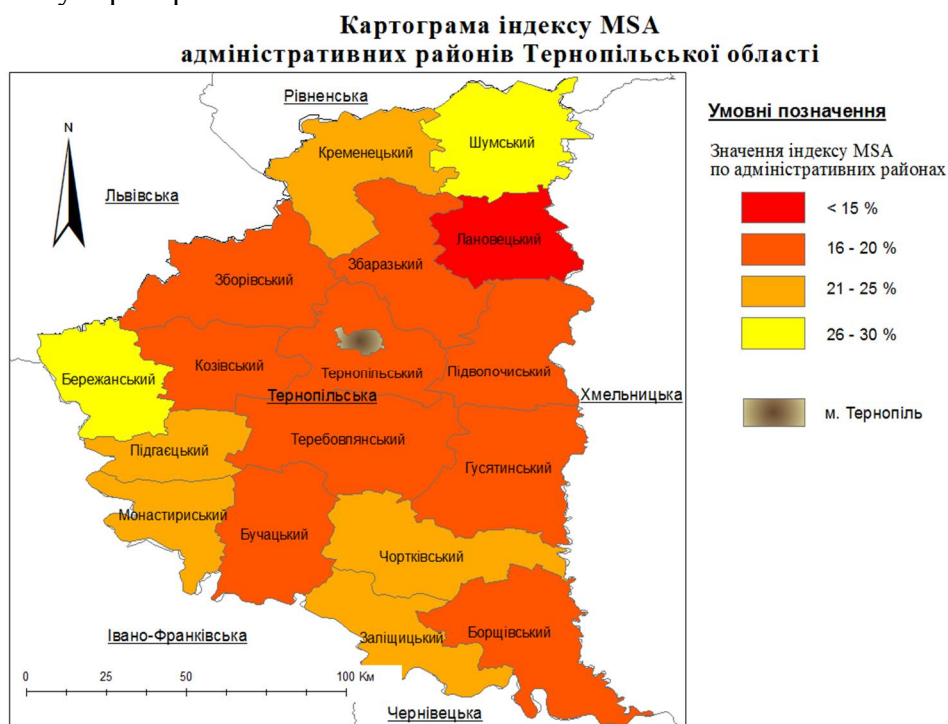 Картограма індексу MSA
адміністративних районів Тернопільської області
Рівненська
N
Львівська
Кременецький
Шумський
Лановецький
Збаразький
Зборівський
Бережанський
Козівський
Тернопільський
Підволочиський
Тернопільська
Хмельницька
Теребовлянський
Підгаєцький
Гусятинський
Монастириський
Бучацький
Чортківський
Івано-Франківська
Заліщицький
Борщівський
0 25 50 100 Км
Чернівецька
Умовні позначення
Значення індексу MSA
по адміністративних районах
< 15 %
16 - 20 %
21 - 25 %
26 - 30 %
м. Тернопіль